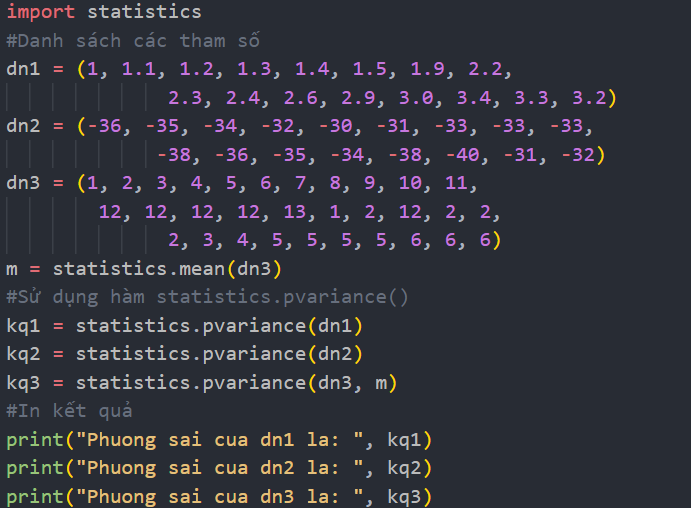 import statistics
#Danh sách các tham số
dn1 = (1, 1.1, 1.2, 1.3, 1.4, 1.5, 1.9, 2.2,
2.3, 2.4, 2.6, 2.9, 3.0, 3.4, 3.3, 3.2)
dn2 = (-36, -35, -34, -32, -30, -31, -33, -33, -33,
-38, -36, -35, -34, -38, -40, -31, -32)
dn3 = (1, 2, 3, 4, 5, 6, 7, 8, 9, 10, 11,
12, 12, 12, 12, 13, 1, 2, 12, 2, 2,
2, 3, 4, 5, 5, 5, 5, 6, 6, 6)
m = statistics.mean(dn3)
#Sử dụng hàm statistics.pvariance()
kq1 = statistics.pvariance(dn1)
kq2 = statistics.pvariance(dn2)
kq3 = statistics.pvariance(dn3, m)
#In kết quả
print("Phuong sai cua dn1 la: ", kq1)
print("Phuong sai cua dn2 la: ", kq2)
print("Phuong sai cua dn3 la: ", kq3)